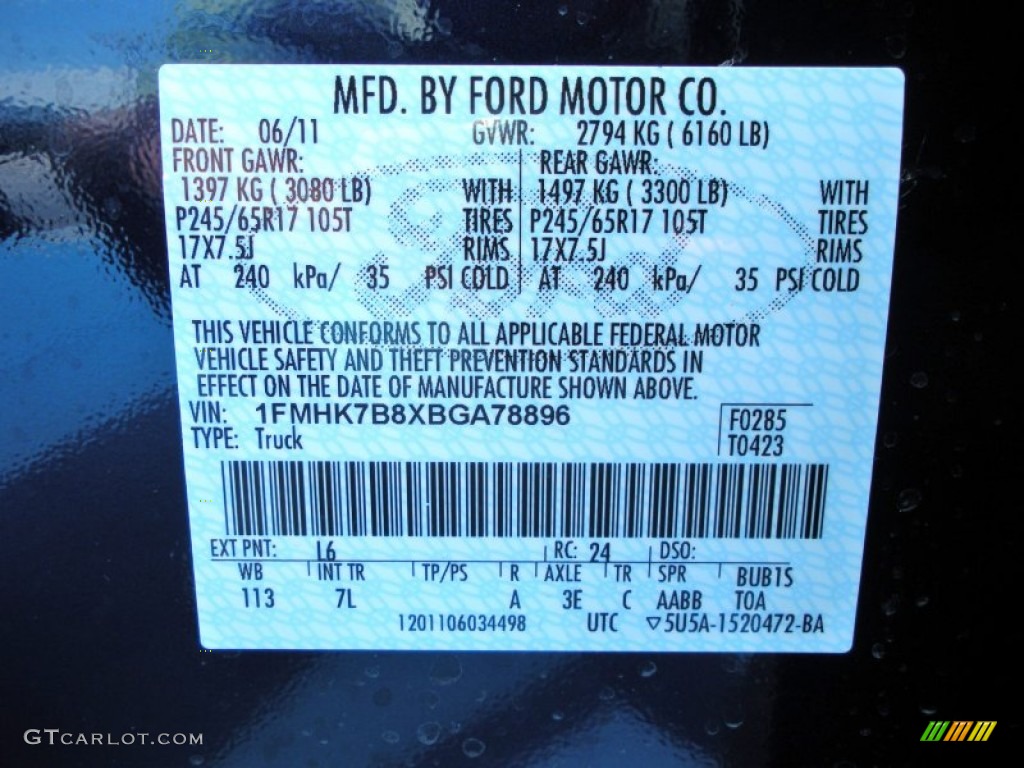 MFD. BY FORD MOTOR CO.
DATE: 06/11 GVWR: 2794 KG ( 6160 LB)
FRONT GAWR: REAR GAWR:
1397 KG ( 3080 LB) WITH 1497 KG ( 3300 LB) WITH
P245/65R17 105T TIRES P245/65R17 105T TIRES
17X7.5J RIMS 17X7.5J RIMS
AT 240 kPa/ 35 PSI COLD AT 240 kPa/ 35 PSI COLD
THIS VEHICLE CONFORMS TO ALL APPLICABLE FEDERAL MOTOR
VEHICLE SAFETY AND THEFT PREVENTION STANDARDS IN
EFFECT ON THE DATE OF MANUFACTURE SHOWN ABOVE.
VIN: 1FMHK7B8XBGA78896 F0285
TYPE: Truck T0423
EXT PNT: L6 RC: 24 DSO:
WB INT TR TP/PS R AXLE TR SPR BUB1S
113 7L A 3E C AABB TOA
1201106034498 UTC ▽5U5A-1520472-BA
GTCARLOT.COM